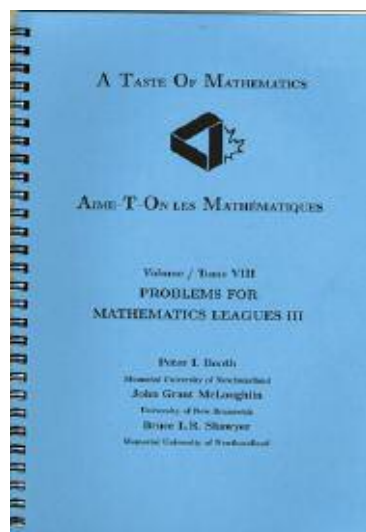 A TASTE OF MATHEMATICS
AIME-T-ON LES MATHÉMATIQUES
Volume / Tome VIII
PROBLEMS FOR
MATHEMATICS LEAGUES III
Peter I. Booth
Memorial University of Newfoundland
John Grant McLoughlin
University of New Brunswick
Bruce L.R. Shawyer
Memorial University of Newfoundland